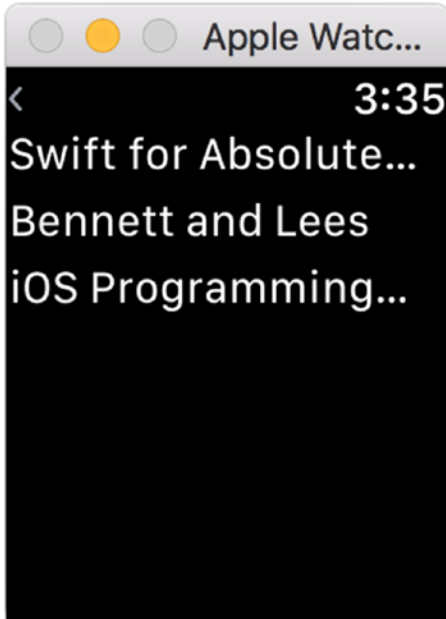 Apple Watc...
3:35
Swift for Absolute...
Bennett and Lees
iOS Programming...